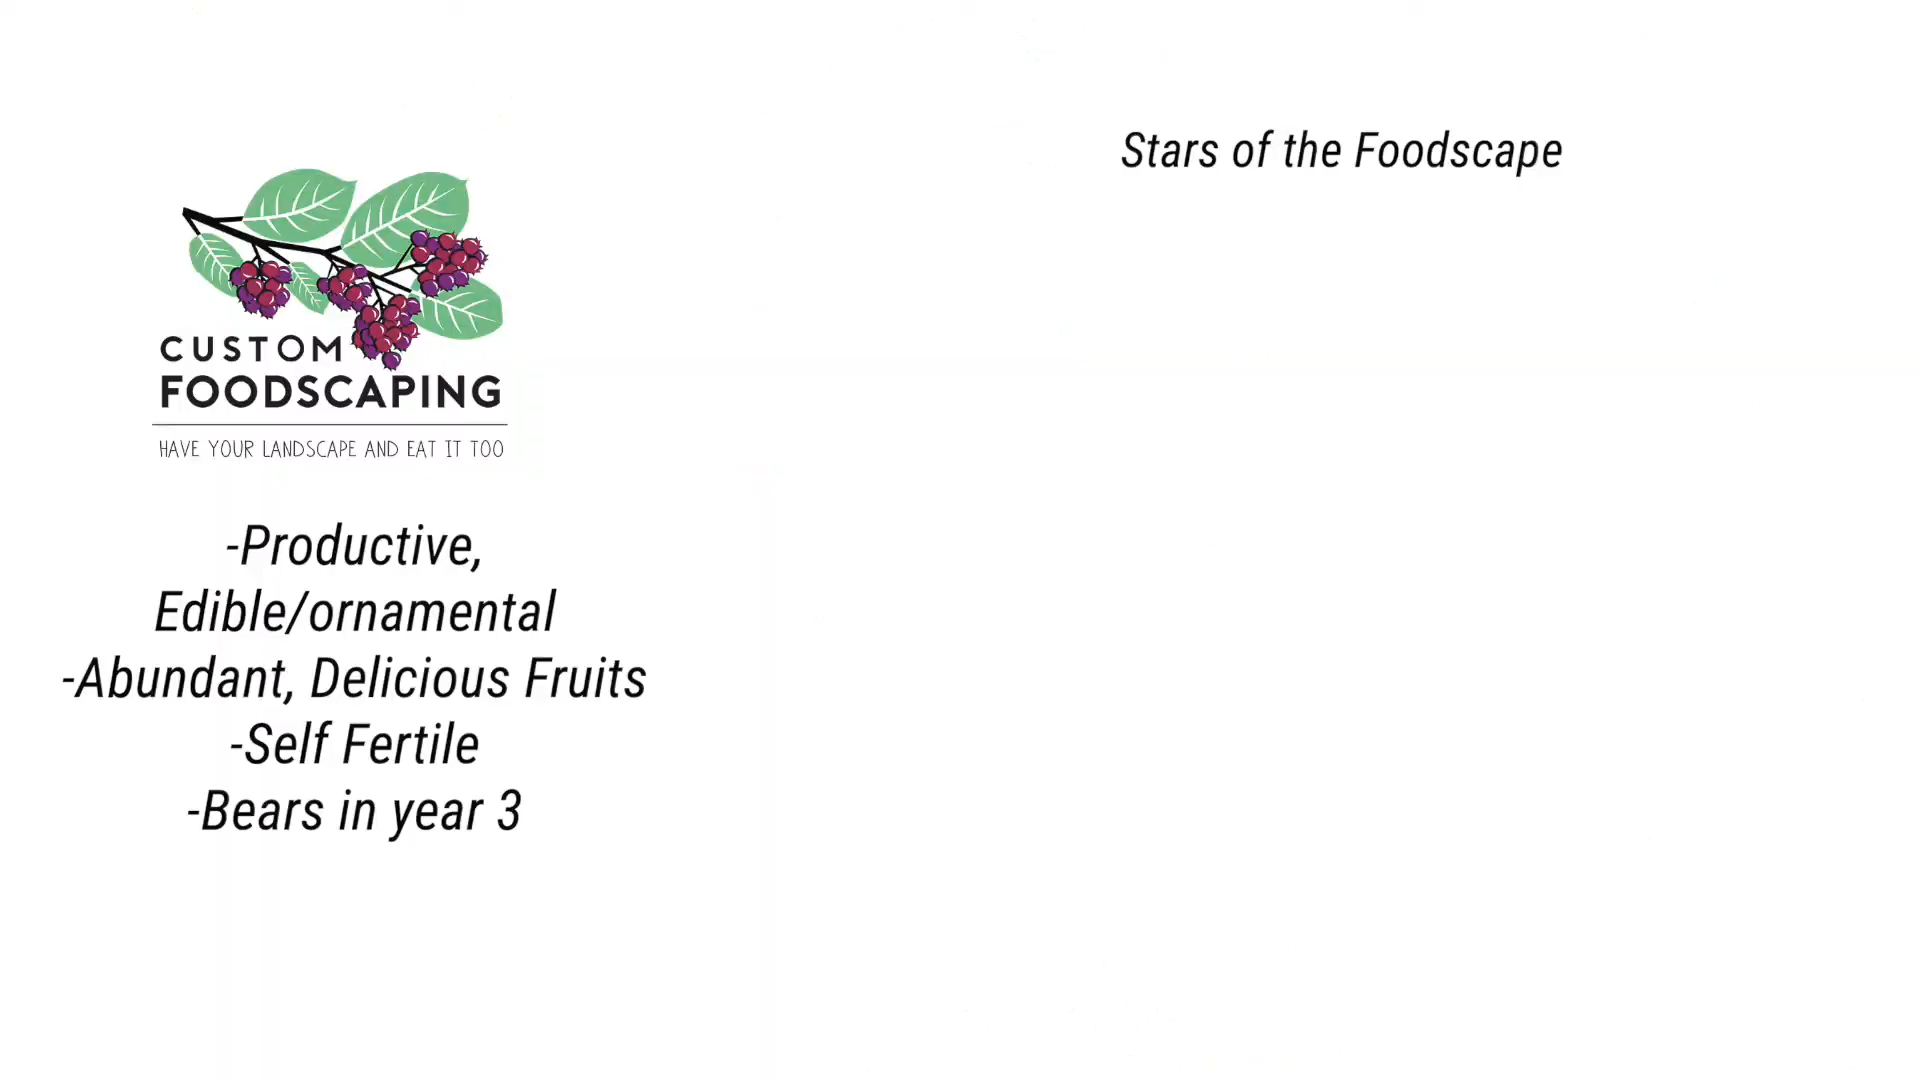 Stars of the Foodscape
CUSTOM
FOODSCAPING
HAVE YOUR LANDSCAPE AND EAT IT TOO
-Productive,
Edible/ornamental
-Abundant, Delicious Fruits
-Self Fertile
-Bears in year 3